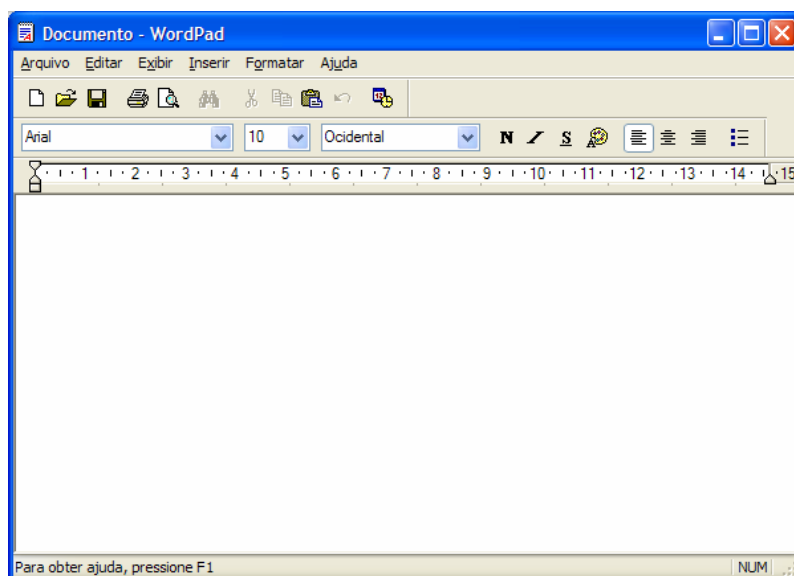 Documento - WordPad
Arquivo Editar Exibir Inserir Formatar Ajuda
Arial 10 Ocidental N I S A
1 2 3 4 5 6 7 8 9 10 11 12 13 14 15
Para obter ajuda, pressione F1 NUM